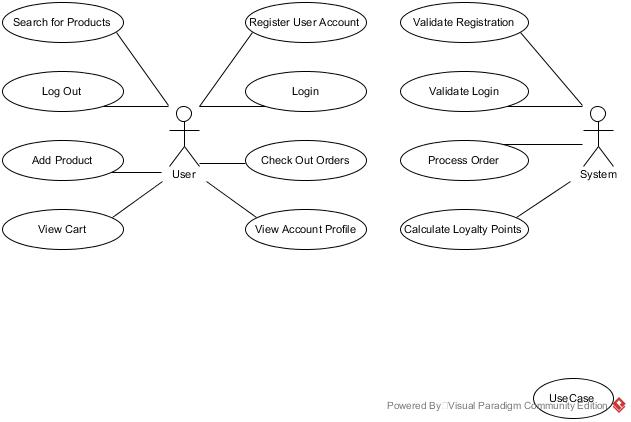 Search for Products
Register User Account
Validate Registration
Log Out
Login
Validate Login
Add Product
Check Out Orders
Process Order
User
System
View Cart
View Account Profile
Calculate Loyalty Points
UseCase
Powered By Visual Paradigm Community Edition